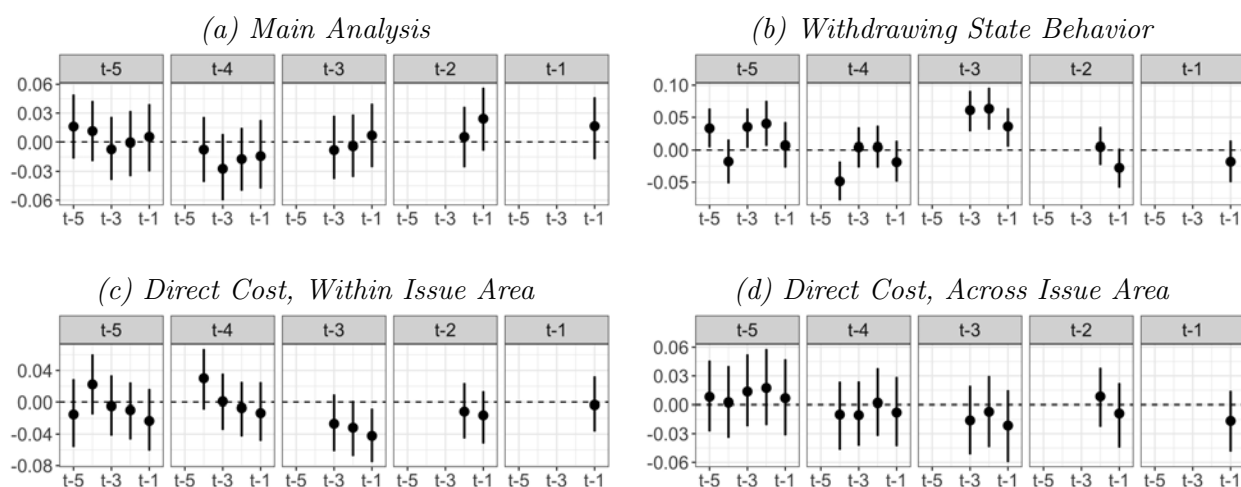 (a) Main Analysis
t-5 t-4 t-3 t-2 t-1
0.06
0.03
0.00
-0.03
-0.06
t-5 t-3 t-1 t-5 t-3 t-1 t-5 t-3 t-1 t-5 t-3 t-1 t-5 t-3 t-1
(b) Withdrawing State Behavior
t-5 t-4 t-3 t-2 t-1
0.10
0.05
0.00
-0.05
t-5 t-3 t-1 t-5 t-3 t-1 t-5 t-3 t-1 t-5 t-3 t-1 t-5 t-3 t-1
(c) Direct Cost, Within Issue Area
t-5 t-4 t-3 t-2 t-1
0.04
0.00
-0.04
-0.08
t-5 t-3 t-1 t-5 t-3 t-1 t-5 t-3 t-1 t-5 t-3 t-1 t-5 t-3 t-1
(d) Direct Cost, Across Issue Area
t-5 t-4 t-3 t-2 t-1
0.06
0.03
0.00
-0.03
-0.06
t-5 t-3 t-1 t-5 t-3 t-1 t-5 t-3 t-1 t-5 t-3 t-1 t-5 t-3 t-1